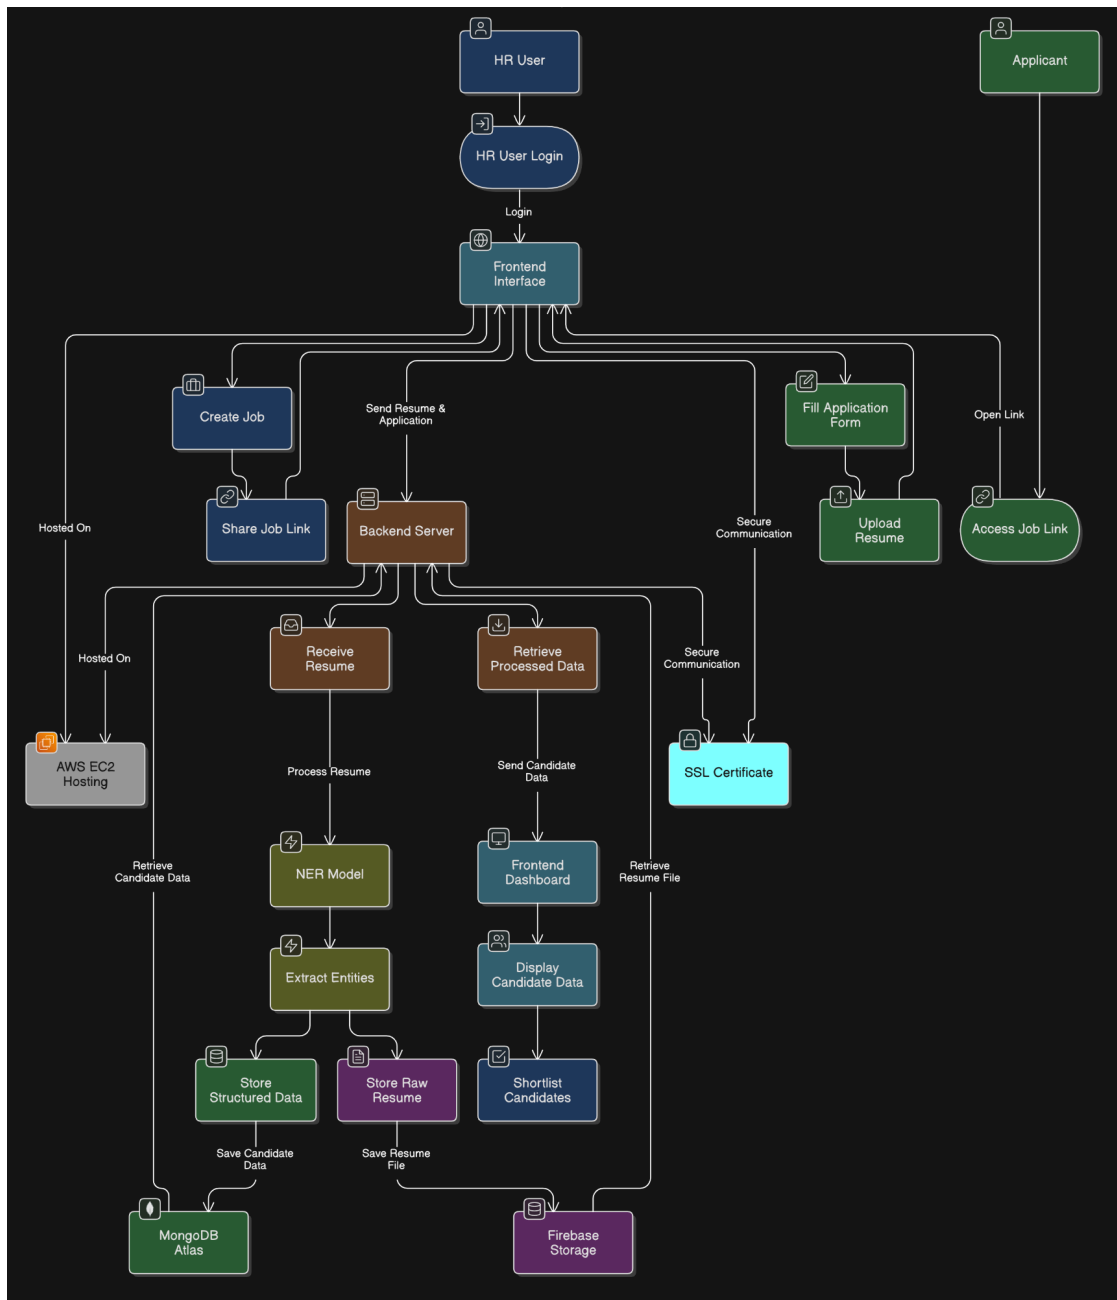 HR User
Applicant
HR User Login
Login
Frontend
Interface
Create Job
Send Resume &
Application
Fill Application
Form
Open Link
Hosted On
Share Job Link
Backend Server
Secure
Communication
Upload
Resume
Access Job Link
Hosted On
Receive
Resume
Retrieve
Processed Data
Secure
Communication
AWS EC2
Hosting
Process Resume
Send Candidate
Data
SSL Certificate
Retrieve
Candidate Data
NER Model
Frontend
Dashboard
Retrieve
Resume File
Extract Entities
Display
Candidate Data
Store
Structured Data
Store Raw
Resume
Shortlist
Candidates
Save Candidate
Data
Save Resume
File
MongoDB
Atlas
Firebase
Storage